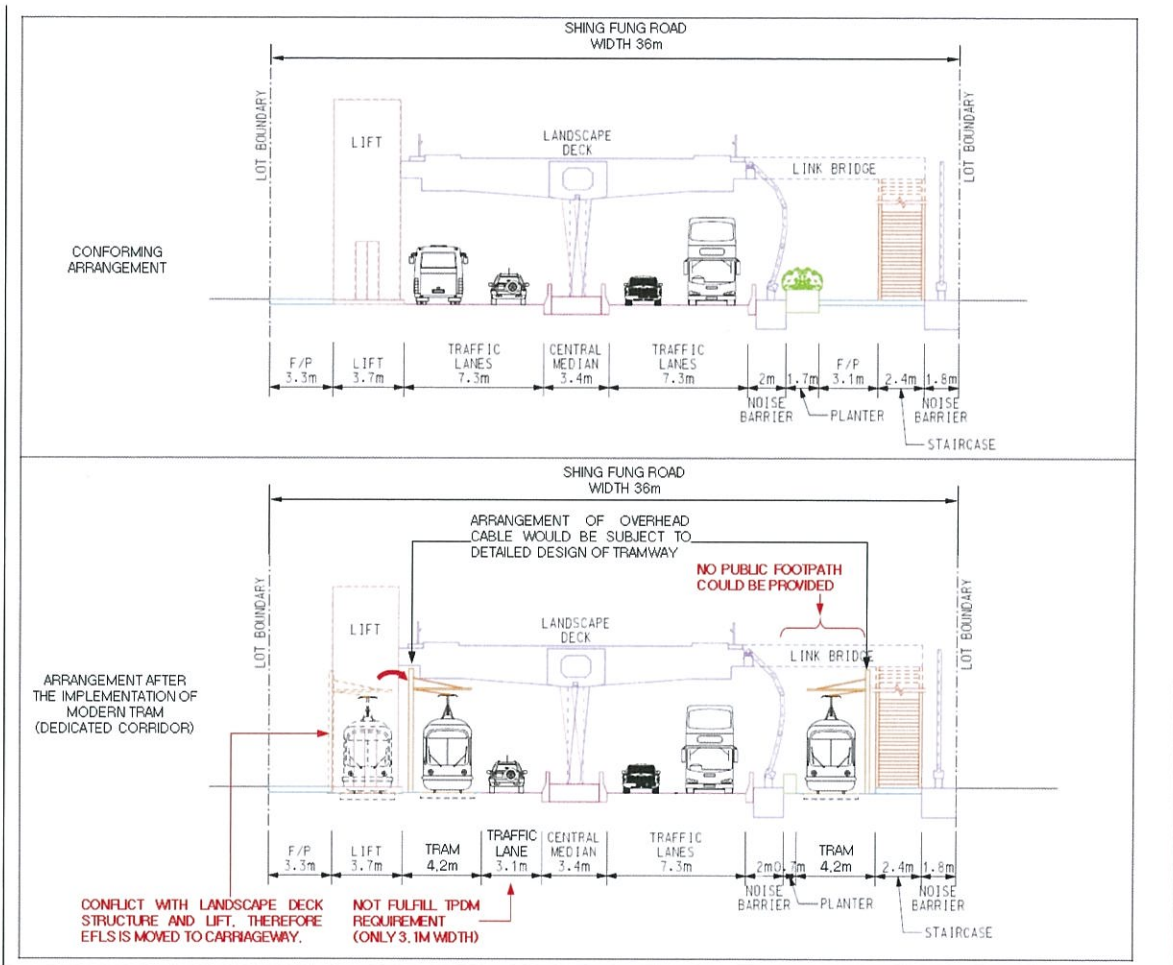 SHING FUNG ROAD
WIDTH 36m
LOT BOUNDARY
LIFT
LANDSCAPE
DECK
LINK BRIDGE
LOT BOUNDARY
CONFORMING
ARRANGEMENT
F/P
3.3m
LIFT
3.7m
TRAFFIC
LANES
7.3m
CENTRAL
MEDIAN
3.4m
TRAFFIC
LANES
7.3m
2m
NOISE
BARRIER
1.7m
PLANTER
F/P
3.1m
2.4m
STAIRCASE
1.8m
NOISE
BARRIER
SHING FUNG ROAD
WIDTH 36m
ARRANGEMENT OF OVERHEAD
CABLE WOULD BE SUBJECT TO
DETAILED DESIGN OF TRAMWAY
NO PUBLIC FOOTPATH
COULD BE PROVIDED
LOT BOUNDARY
LIFT
LANDSCAPE
DECK
LINK BRIDGE
LOT BOUNDARY
ARRANGEMENT AFTER
THE IMPLEMENTATION OF
MODERN TRAM
(DEDICATED CORRIDOR)
F/P
3.3m
LIFT
3.7m
TRAM
4.2m
TRAFFIC
LANE
3.1m
CENTRAL
MEDIAN
3.4m
TRAFFIC
LANES
7.3m
2m
NOISE
BARRIER
0.7m
PLANTER
TRAM
4.2m
2.4m
STAIRCASE
1.8m
NOISE
BARRIER
CONFLICT WITH LANDSCAPE DECK
STRUCTURE AND LIFT, THEREFORE
EFLS IS MOVED TO CARRIAGEWAY.
NOT FULFILL TPDM
REQUIREMENT
(ONLY 3.1M WIDTH)